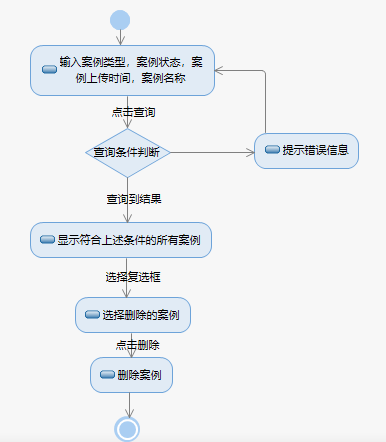 输入案例类型，案例状态，案
例上传时间，案例名称
点击查询
查询条件判断
提示错误信息
查询到结果
显示符合上述条件的所有案例
选择复选框
选择删除的案例
点击删除
删除案例